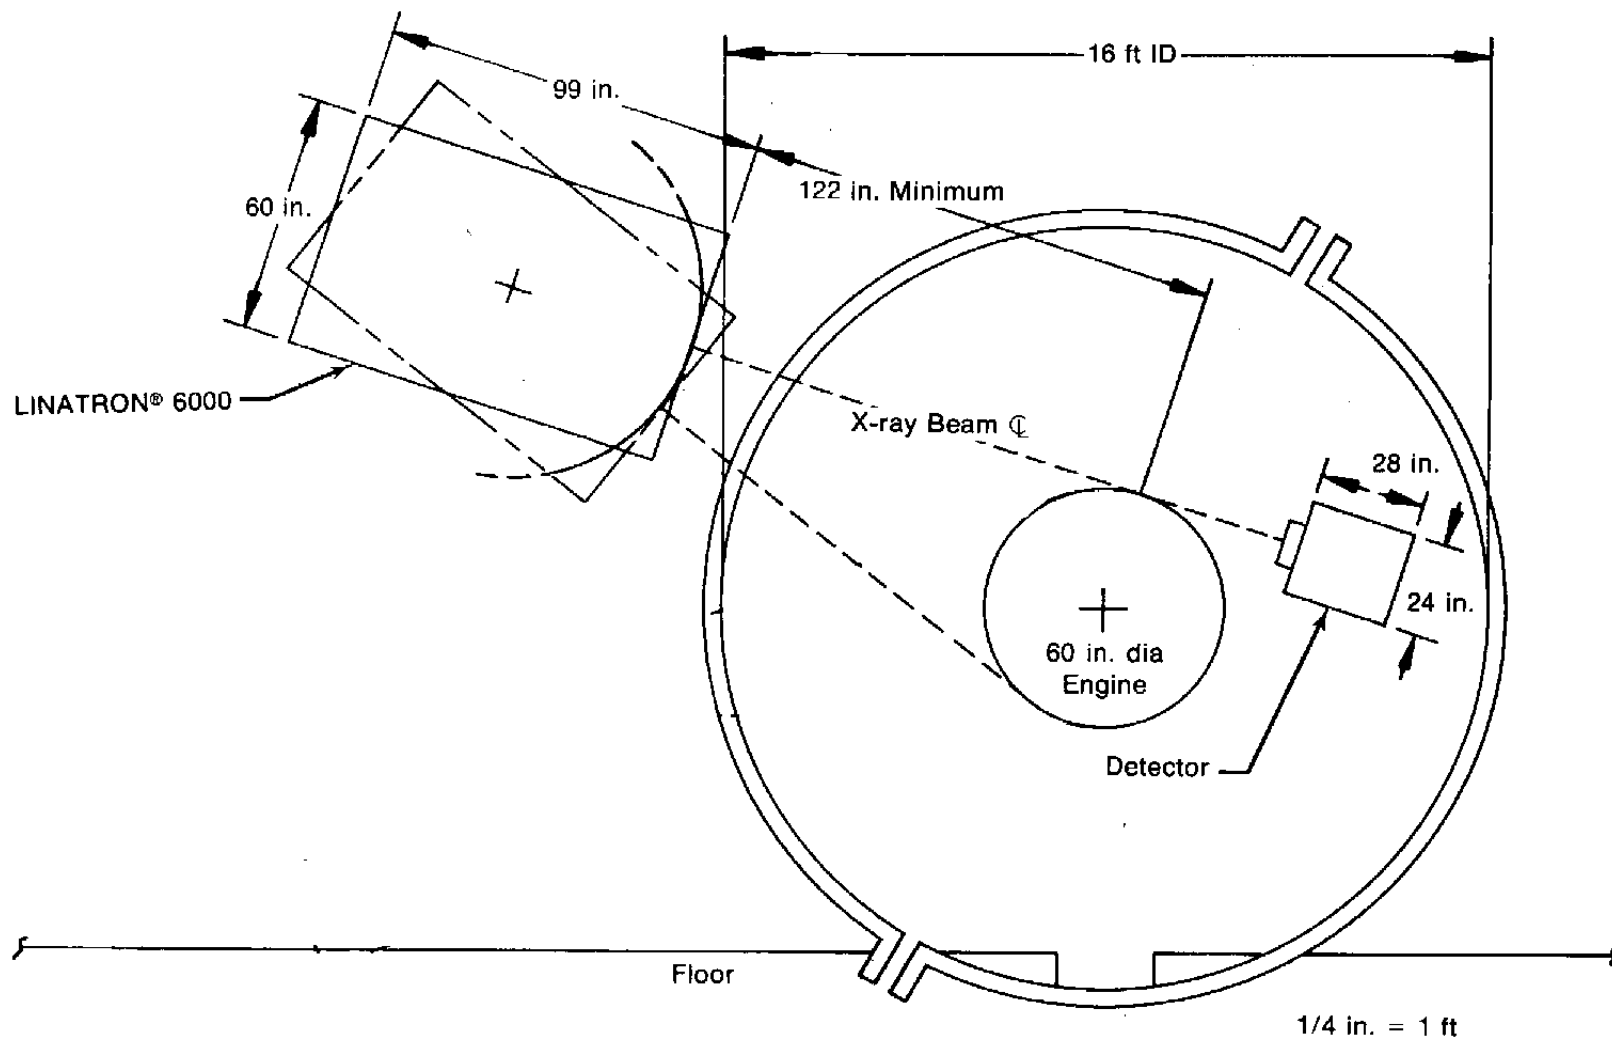 16 ft ID
99 in.
122 in. Minimum
60 in.
LINATRON® 6000
X-ray Beam ℄
28 in.
24 in.
60 in. dia
Engine
Detector
Floor
1/4 in. = 1 ft